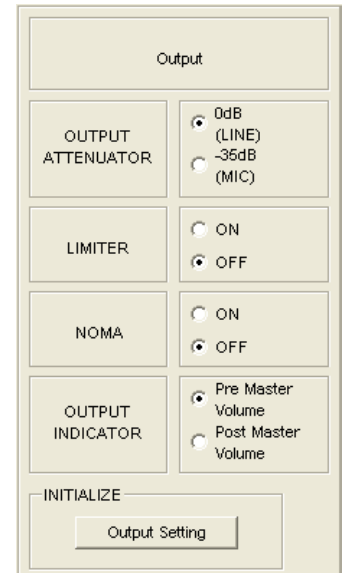 Output
OUTPUT
ATTENUATOR
0dB
(LINE)
-35dB
(MIC)
LIMITER
ON
OFF
NOMA
ON
OFF
OUTPUT
INDICATOR
Pre Master
Volume
Post Master
Volume
INITIALIZE
Output Setting